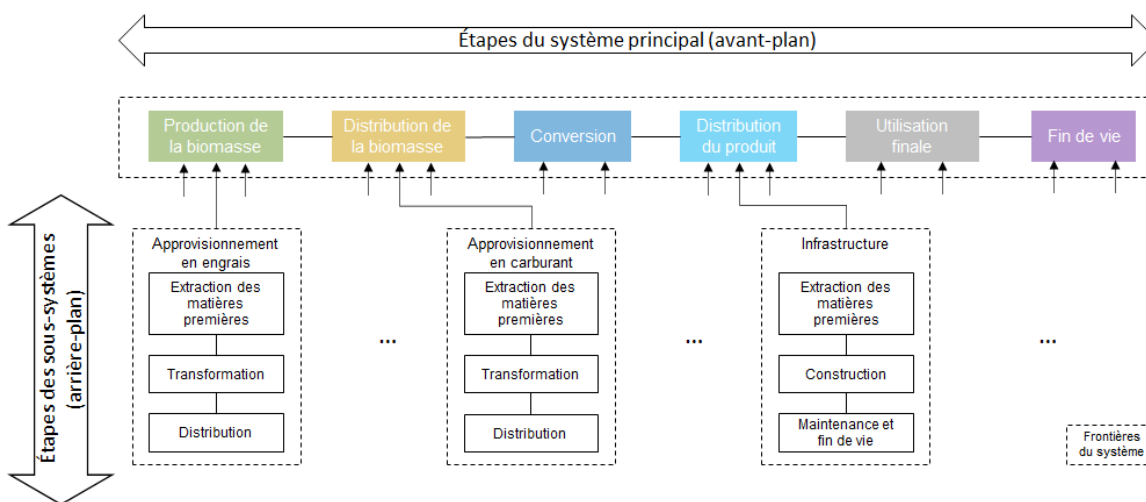 Étapes du système principal (avant-plan)
Production de
la biomasse
Distribution de
la biomasse
Conversion
Distribution
du produit
Utilisation
finale
Fin de vie
Étapes des sous-systèmes
(arrière-plan)
Approvisionnement
en engrais
Extraction des
matières
premières
Transformation
Distribution
...
Approvisionnement
en carburant
Extraction des
matières
premières
Transformation
Distribution
...
Infrastructure
Extraction des
matières
premières
Construction
Maintenance et
fin de vie
...
Frontières
du système